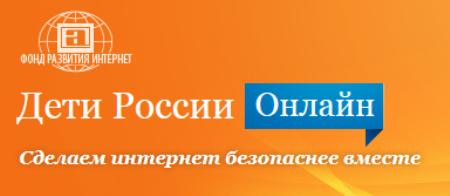 ФОНД РАЗВИТИЯ ИНТЕРНЕТ
Дети России Онлайн
Сделаем интернет безопаснее вместе